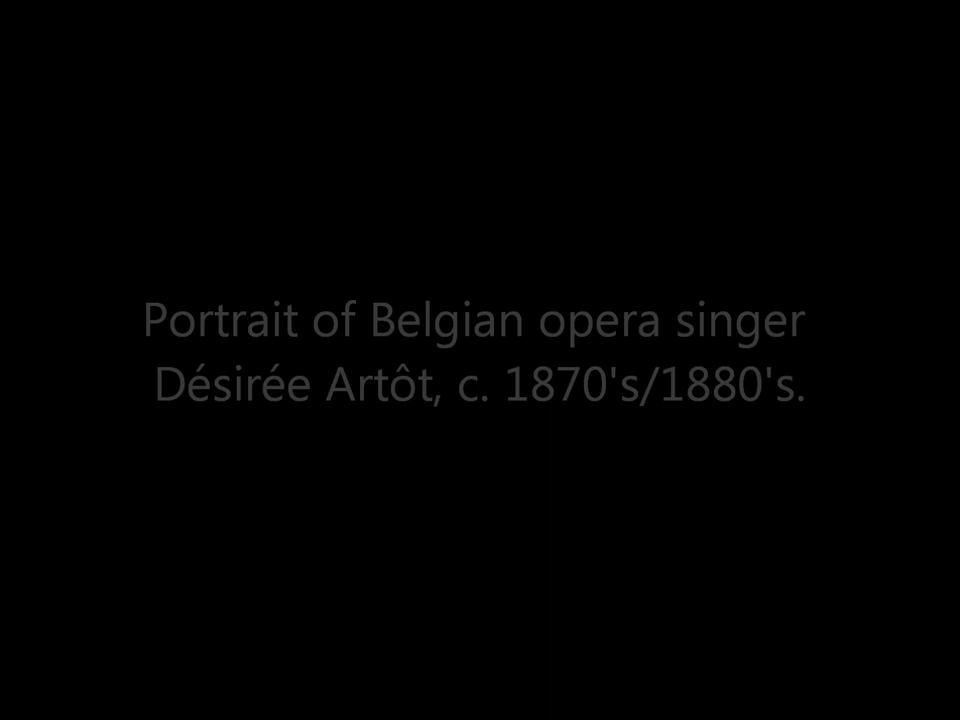 Portrait of Belgian opera singer
Désirée Artôt, c. 1870's/1880's.